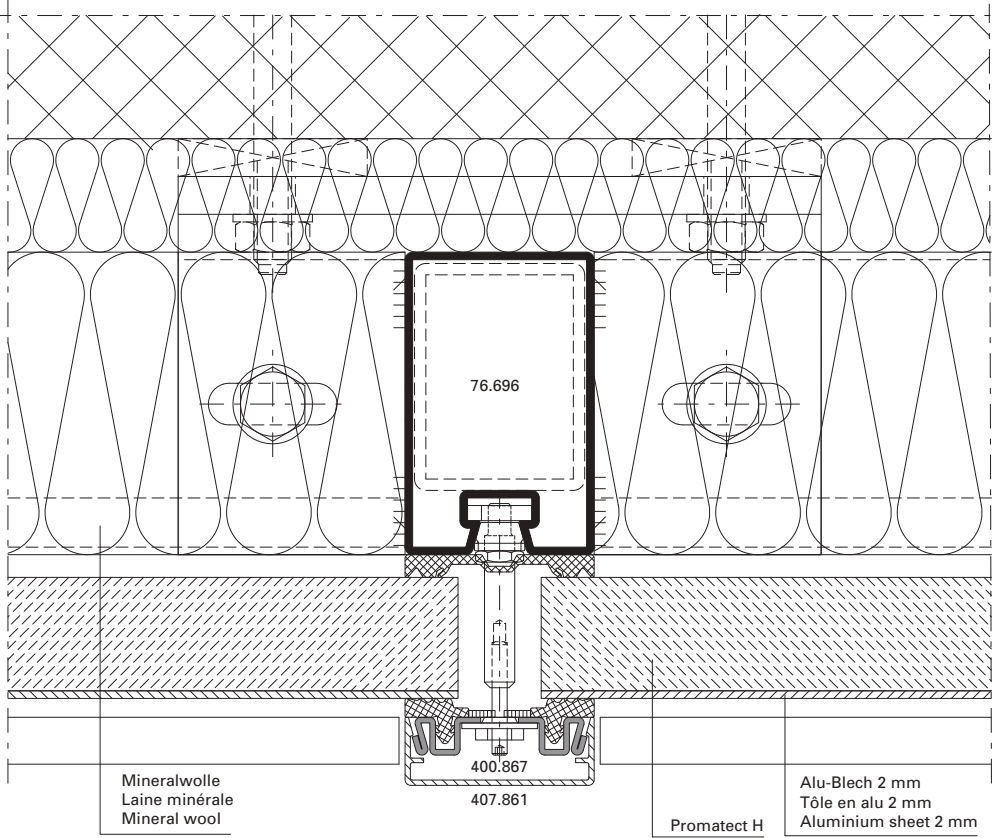 76.696
400.867
407.861
Mineralwolle
Laine minérale
Mineral wool
Promatect H
Alu-Blech 2 mm
Tôle en alu 2 mm
Aluminium sheet 2 mm